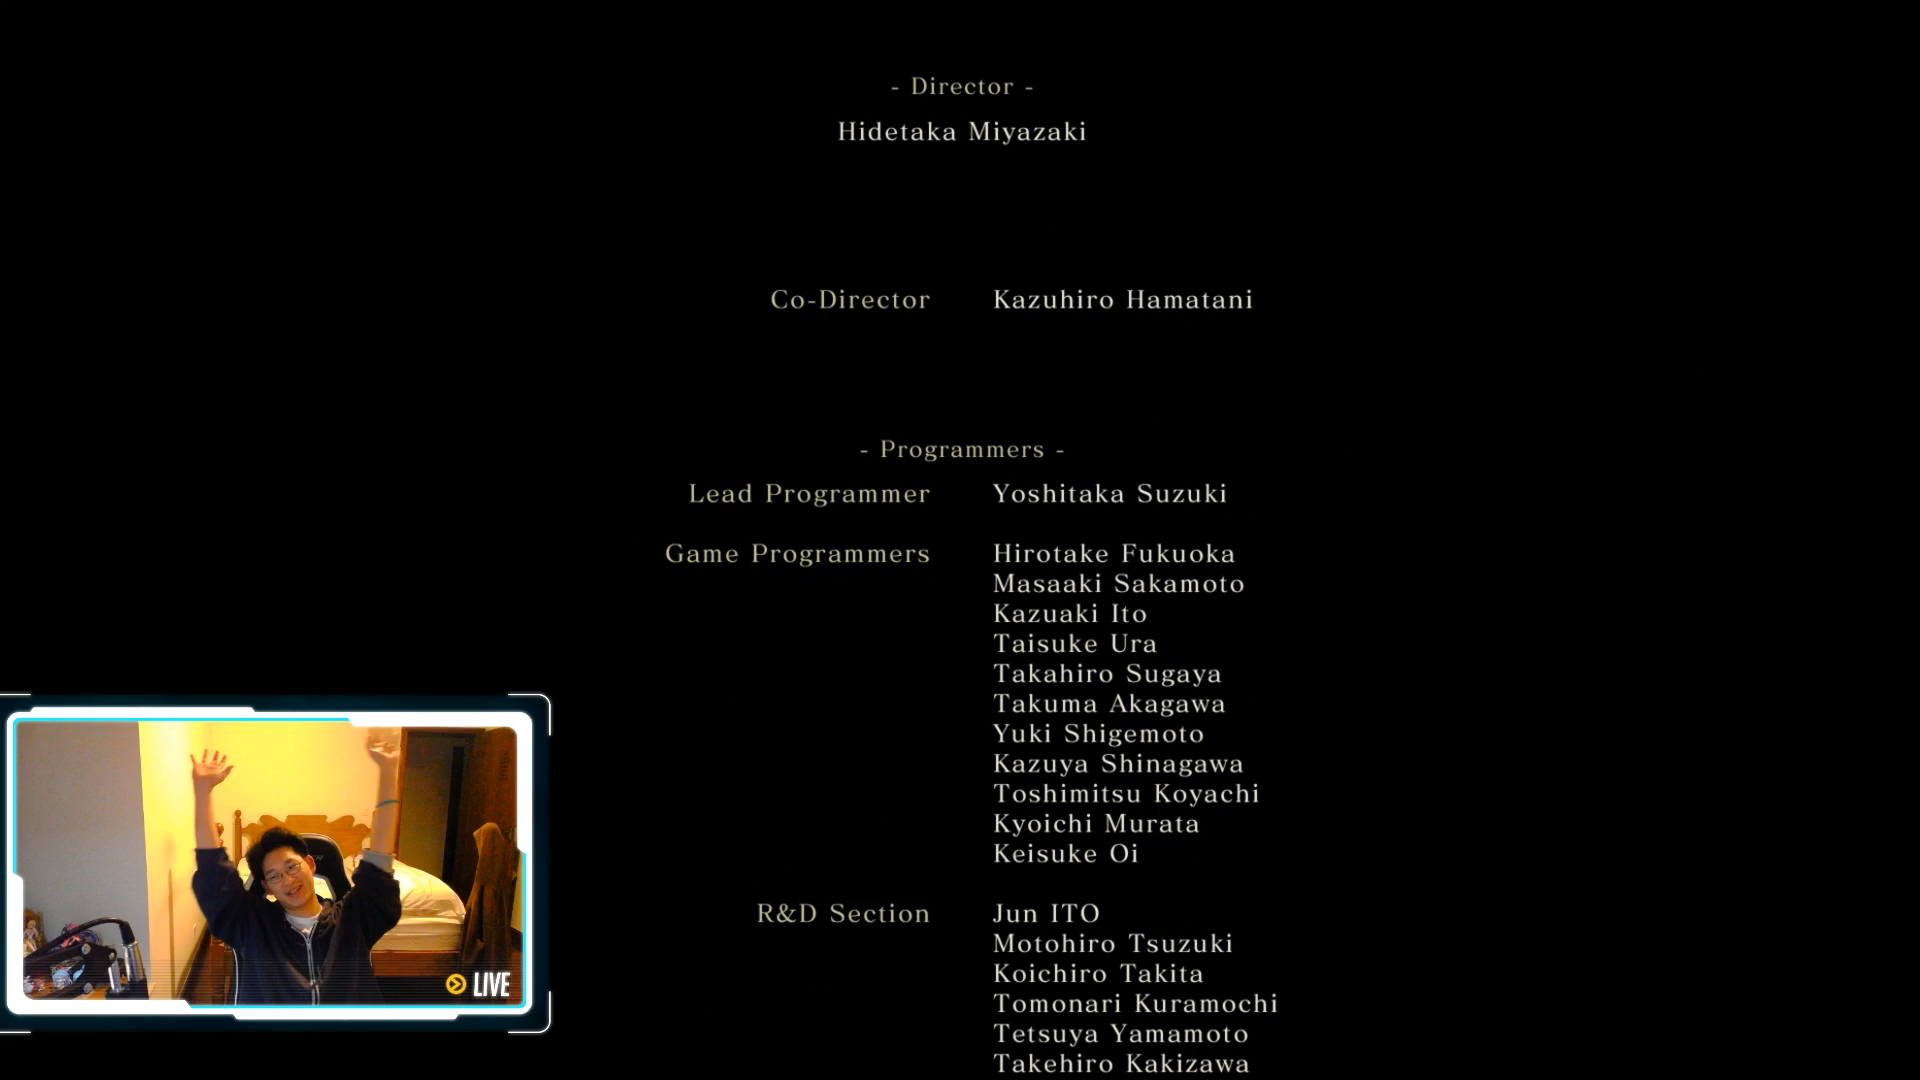 - Director -
Hidetaka Miyazaki
Co-Director Kazuhiro Hamatani
- Programmers -
Lead Programmer Yoshitaka Suzuki
Game Programmers Hirotake Fukuoka
Masaaki Sakamoto
Kazuaki Ito
Taisuke Ura
Takahiro Sugaya
Takuma Akagawa
Yuki Shigemoto
Kazuya Shinagawa
Toshimitsu Koyachi
Kyoichi Murata
Keisuke Oi
R&D Section Jun ITO
Motohiro Tsuzuki
Koichiro Takita
Tomonari Kuramochi
Tetsuya Yamamoto
Takehiro Kakizawa
LIVE